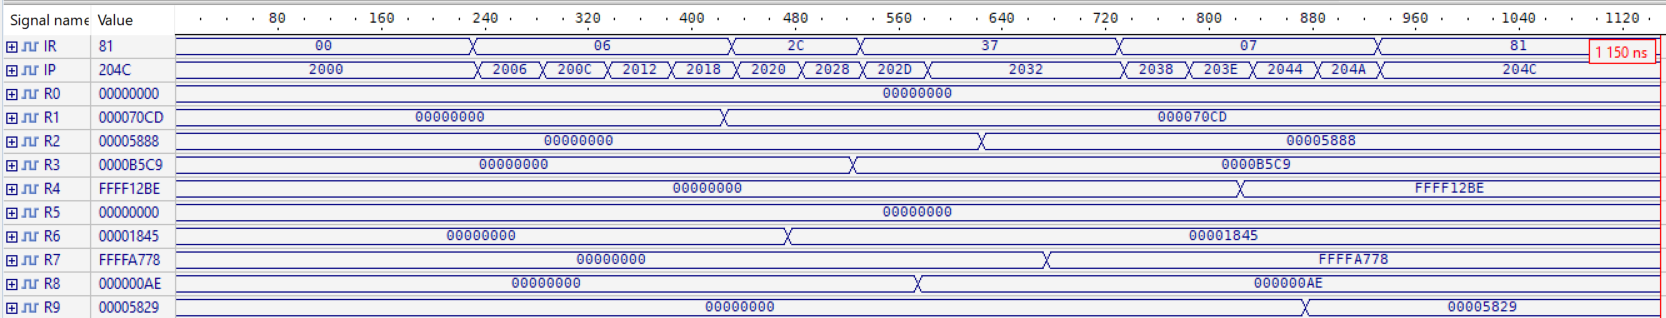 Signal name Value 80 160 240 320 400 480 560 640 720 800 880 960 1040 1120
IR 81 00 06 2C 37 07 81 1 150 ns
IP 204C 2000 2006 200C 2012 2018 2020 2028 202D 2032 2038 203E 2044 204A 204C
R0 00000000 00000000
R1 000070CD 00000000 000070CD
R2 00005888 00000000 00005888
R3 0000B5C9 00000000 0000B5C9
R4 FFFF12BE 00000000 FFFF12BE
R5 00000000 00000000
R6 00001845 00000000 00001845
R7 FFFFA778 00000000 FFFFA778
R8 000000AE 00000000 000000AE
R9 00005829 00000000 00005829